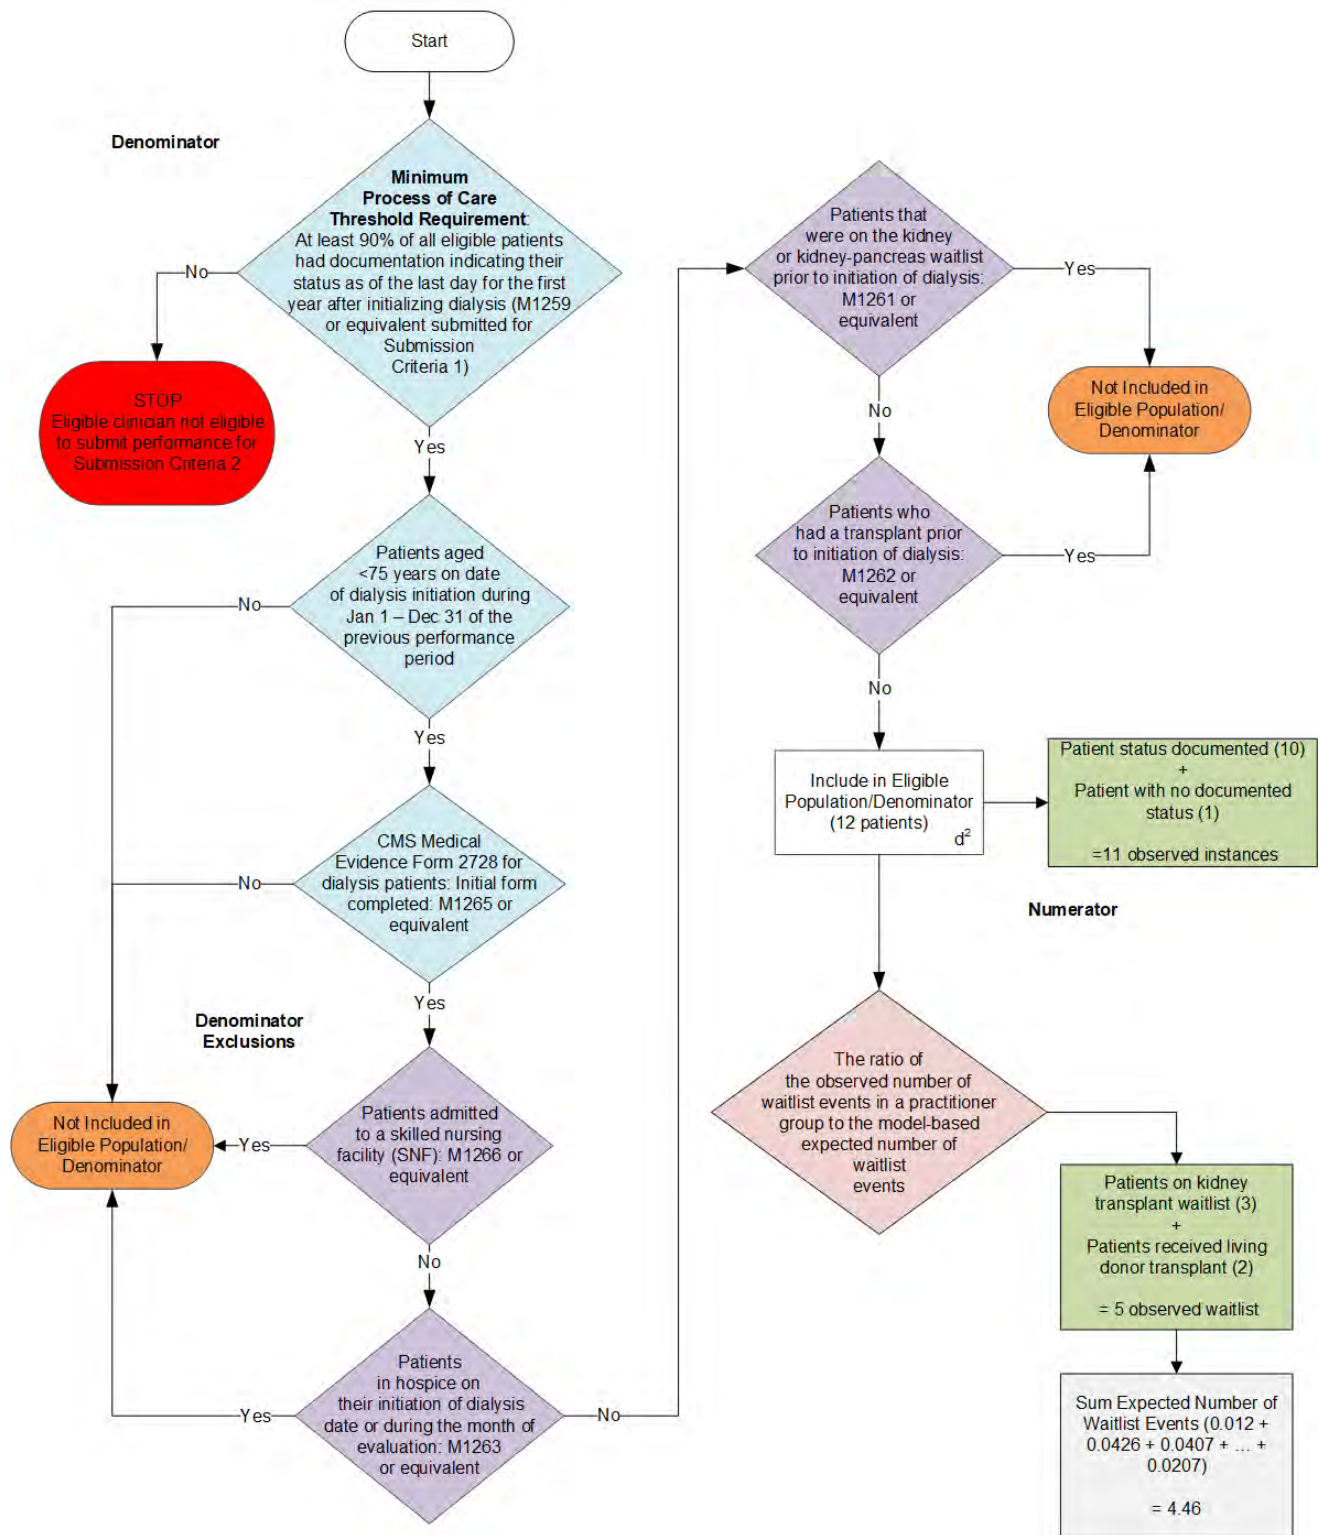 Start
Denominator
Minimum
Process of Care
Threshold Requirement:
At least 90% of all eligible patients
had documentation indicating their
status as of the last day for the first
year after initializing dialysis (M1259
or equivalent submitted for
Submission
Criteria 1)
No
STOP
Eligible clinician not eligible
to submit performance for
Submission Criteria 2
Yes
Patients aged
<75 years on date
of dialysis initiation during
Jan 1 – Dec 31 of the
previous performance
period
No
Yes
CMS Medical
Evidence Form 2728 for
dialysis patients: Initial form
completed: M1265 or
equivalent
No
Yes
Denominator
Exclusions
Patients admitted
to a skilled nursing
facility (SNF): M1266 or
equivalent
Yes
Not Included in
Eligible Population/
Denominator
No
Patients
in hospice on
their initiation of dialysis
date or during the month of
evaluation: M1263
or equivalent
Yes
No
Patients that
were on the kidney
or kidney-pancreas waitlist
prior to initiation of dialysis:
M1261 or
equivalent
Yes
Not Included in
Eligible Population/
Denominator
No
Patients who
had a transplant prior
to initiation of dialysis:
M1262 or
equivalent
Yes
No
Include in Eligible
Population/Denominator
(12 patients)
d²
Patient status documented (10)
+
Patient with no documented
status (1)
=11 observed instances
Numerator
The ratio of
the observed number of
waitlist events in a practitioner
group to the model-based
expected number of
waitlist
events
Patients on kidney
transplant waitlist (3)
+
Patients received living
donor transplant (2)
= 5 observed waitlist
Sum Expected Number of
Waitlist Events (0.012 +
0.0426 + 0.0407 + ... +
0.0207)
= 4.46